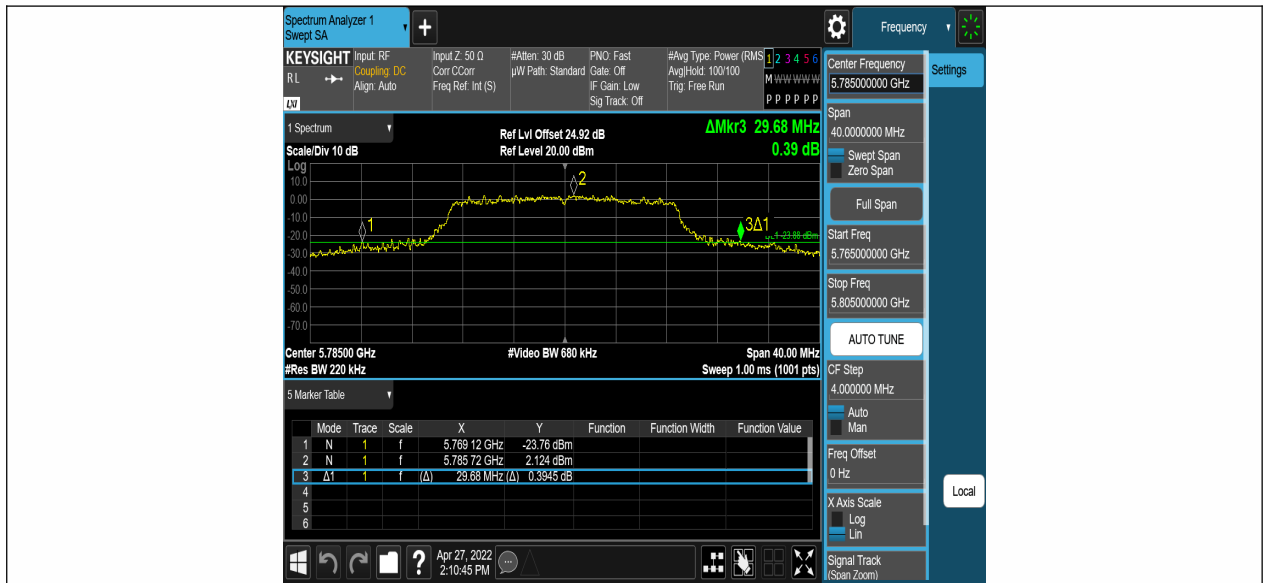 Spectrum Analyzer 1
Swept SA
+
Frequency
KEYSIGHT
RL
LXI
Input: RF
Coupling: DC
Align: Auto
Input Z: 50 Ω
Corr CCorr
Freq Ref: Int (S)
#Atten: 30 dB
µW Path: Standard
PNO: Fast
Gate: Off
IF Gain: Low
Sig Track: Off
#Avg Type: Power (RMS
Avg|Hold: 100/100
Trig: Free Run
1 2 3 4 5 6
M W W W W W
P P P P P P
1 Spectrum
Ref Lvl Offset 24.92 dB
ΔMkr3 29.68 MHz
Scale/Div 10 dB
Ref Level 20.00 dBm
0.39 dB
Log
10.0
0.00
-10.0
-20.0
-30.0
-40.0
-50.0
-60.0
-70.0
1
2
3Δ1
-23.88 dBm
Center 5.78500 GHz
#Video BW 680 kHz
Span 40.00 MHz
#Res BW 220 kHz
Sweep 1.00 ms (1001 pts)
5 Marker Table
Mode Trace Scale X Y Function Function Width Function Value
1 N 1 f 5.769 12 GHz -23.76 dBm
2 N 1 f 5.785 72 GHz 2.124 dBm
3 Δ1 1 f (Δ) 29.68 MHz (Δ) 0.3945 dB
4
5
6
?
Apr 27, 2022
2:10:45 PM
Center Frequency
5.785000000 GHz
Span
40.0000000 MHz
Swept Span
Zero Span
Full Span
Start Freq
5.765000000 GHz
Stop Freq
5.805000000 GHz
AUTO TUNE
CF Step
4.000000 MHz
Auto
Man
Freq Offset
0 Hz
X Axis Scale
Log
Lin
Signal Track
(Span Zoom)
Settings
Local